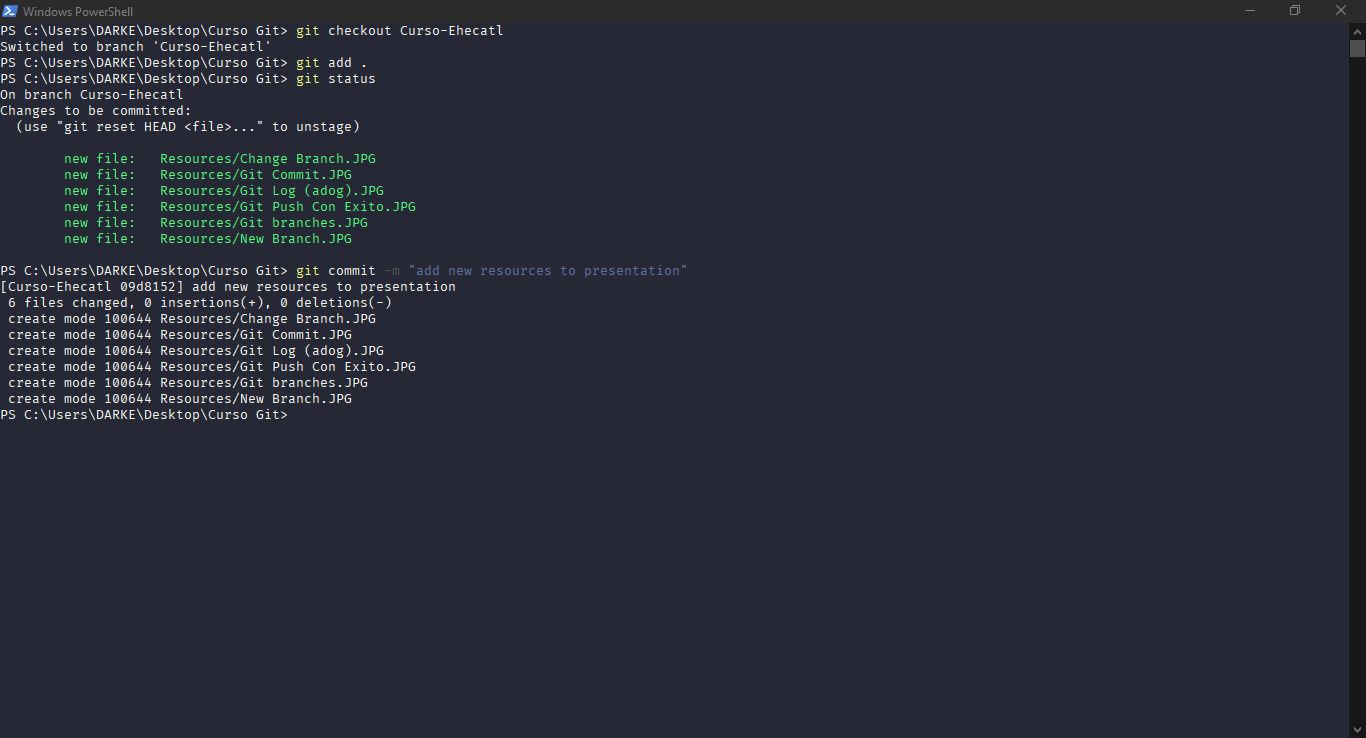 Windows PowerShell
PS C:\Users\DARKE\Desktop\Curso Git> git checkout Curso-Ehecatl
Switched to branch 'Curso-Ehecatl'
PS C:\Users\DARKE\Desktop\Curso Git> git add .
PS C:\Users\DARKE\Desktop\Curso Git> git status
On branch Curso-Ehecatl
Changes to be committed:
  (use "git reset HEAD <file>..." to unstage)
        new file:   Resources/Change Branch.JPG
        new file:   Resources/Git Commit.JPG
        new file:   Resources/Git Log (adog).JPG
        new file:   Resources/Git Push Con Exito.JPG
        new file:   Resources/Git branches.JPG
        new file:   Resources/New Branch.JPG
PS C:\Users\DARKE\Desktop\Curso Git> git commit -m "add new resources to presentation"
[Curso-Ehecatl 09d8152] add new resources to presentation
 6 files changed, 0 insertions(+), 0 deletions(-)
 create mode 100644 Resources/Change Branch.JPG
 create mode 100644 Resources/Git Commit.JPG
 create mode 100644 Resources/Git Log (adog).JPG
 create mode 100644 Resources/Git Push Con Exito.JPG
 create mode 100644 Resources/Git branches.JPG
 create mode 100644 Resources/New Branch.JPG
PS C:\Users\DARKE\Desktop\Curso Git>